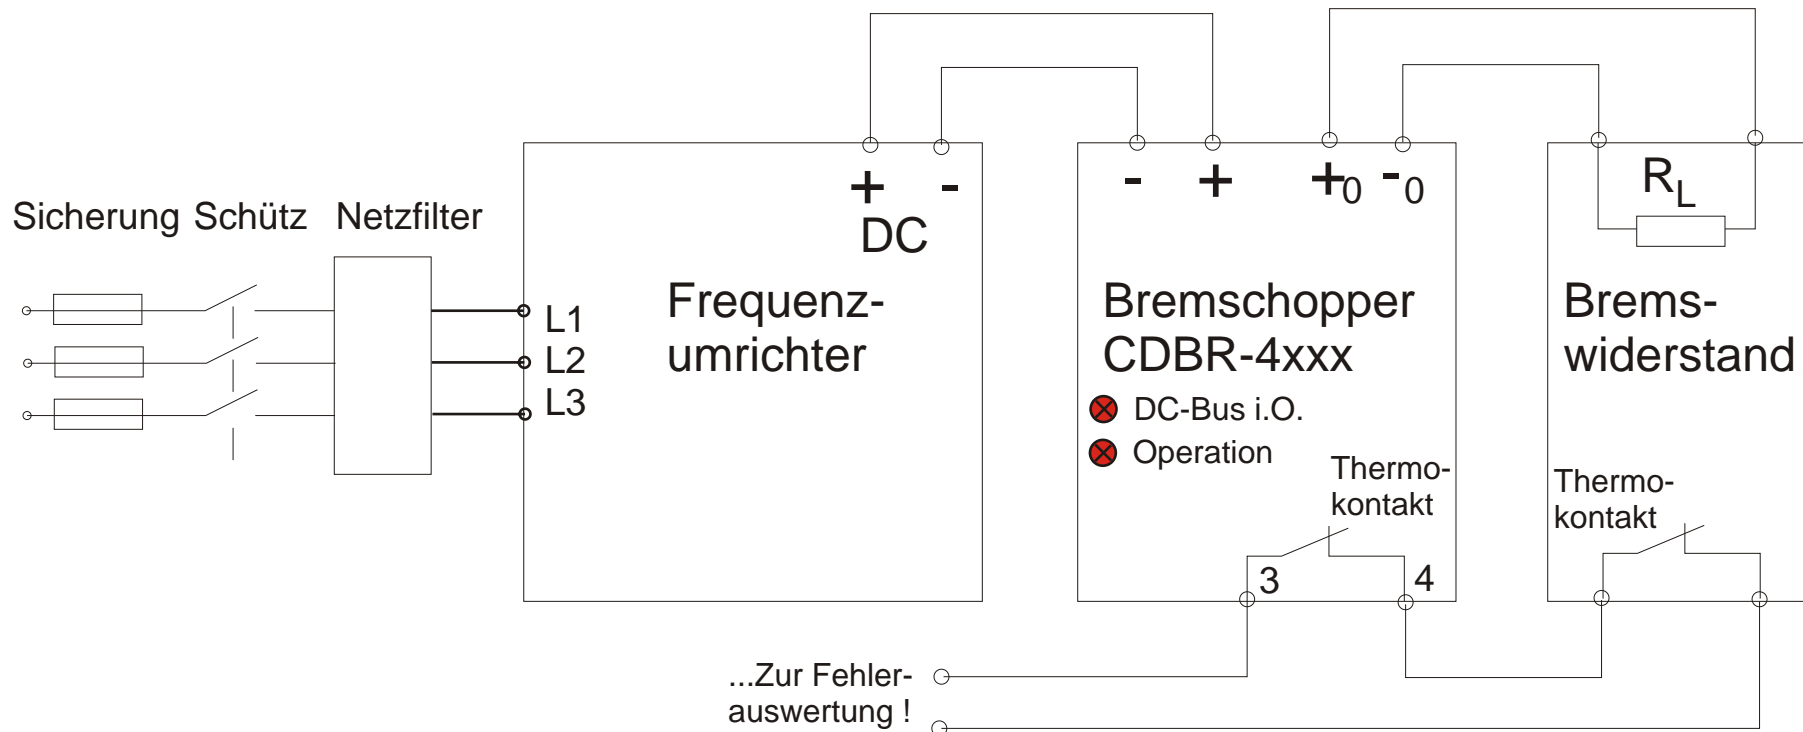 Sicherung Schütz Netzfilter
L1
L2
L3
+ -
DC
Frequenz-
umrichter
- + +0 -0
Bremschopper
CDBR-4xxx
DC-Bus i.O.
Operation
Thermo-
kontakt
3 4
RL
Brems-
widerstand
Thermo-
kontakt
...Zur Fehler-
auswertung !